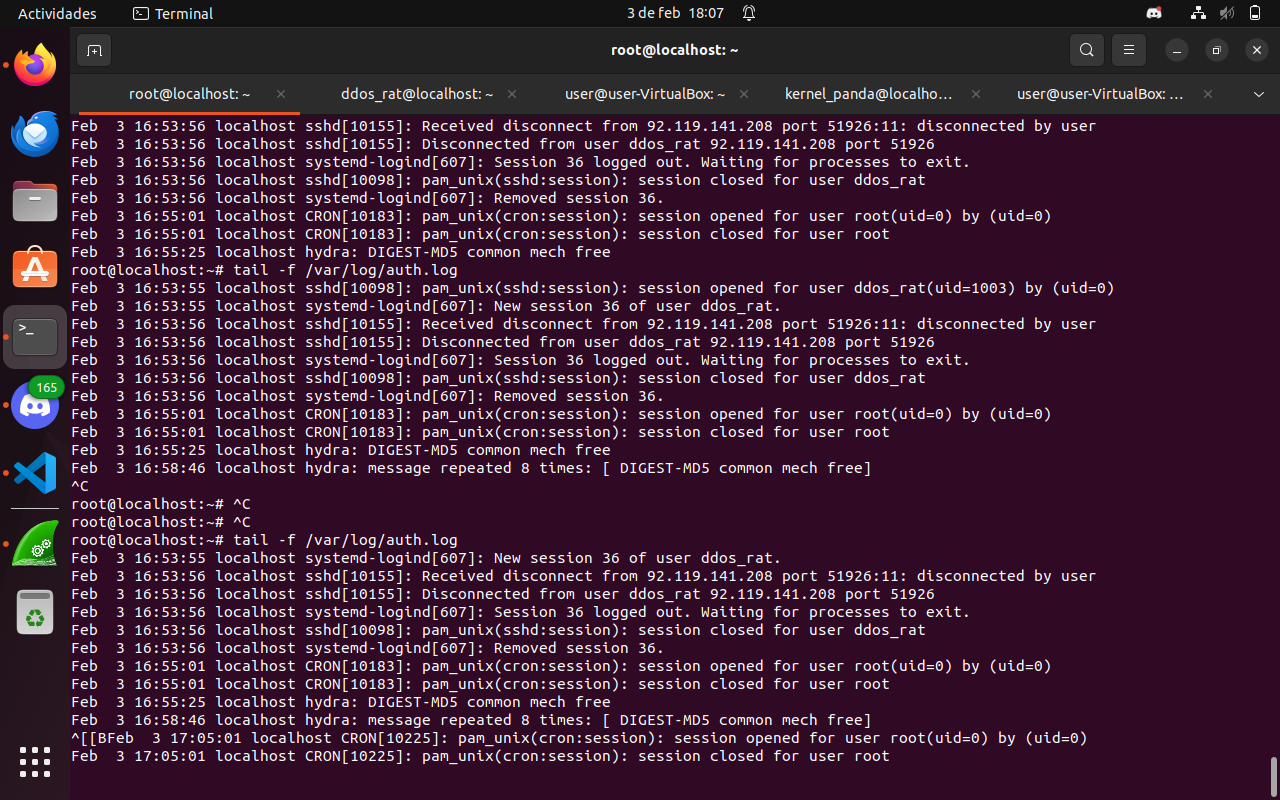 Actividades
Terminal
3 de feb 18:07
root@localhost: ~
root@localhost: ~
ddos_rat@localhost: ~
user@user-VirtualBox: ~
kernel_panda@localho...
user@user-VirtualBox: ...
Feb  3 16:53:56 localhost sshd[10155]: Received disconnect from 92.119.141.208 port 51926:11: disconnected by user
Feb  3 16:53:56 localhost sshd[10155]: Disconnected from user ddos_rat 92.119.141.208 port 51926
Feb  3 16:53:56 localhost systemd-logind[607]: Session 36 logged out. Waiting for processes to exit.
Feb  3 16:53:56 localhost sshd[10098]: pam_unix(sshd:session): session closed for user ddos_rat
Feb  3 16:53:56 localhost systemd-logind[607]: Removed session 36.
Feb  3 16:55:01 localhost CRON[10183]: pam_unix(cron:session): session opened for user root(uid=0) by (uid=0)
Feb  3 16:55:01 localhost CRON[10183]: pam_unix(cron:session): session closed for user root
Feb  3 16:55:25 localhost hydra: DIGEST-MD5 common mech free
root@localhost:~# tail -f /var/log/auth.log
Feb  3 16:53:55 localhost sshd[10098]: pam_unix(sshd:session): session opened for user ddos_rat(uid=1003) by (uid=0)
Feb  3 16:53:55 localhost systemd-logind[607]: New session 36 of user ddos_rat.
Feb  3 16:53:56 localhost sshd[10155]: Received disconnect from 92.119.141.208 port 51926:11: disconnected by user
Feb  3 16:53:56 localhost sshd[10155]: Disconnected from user ddos_rat 92.119.141.208 port 51926
Feb  3 16:53:56 localhost systemd-logind[607]: Session 36 logged out. Waiting for processes to exit.
Feb  3 16:53:56 localhost sshd[10098]: pam_unix(sshd:session): session closed for user ddos_rat
Feb  3 16:53:56 localhost systemd-logind[607]: Removed session 36.
Feb  3 16:55:01 localhost CRON[10183]: pam_unix(cron:session): session opened for user root(uid=0) by (uid=0)
Feb  3 16:55:01 localhost CRON[10183]: pam_unix(cron:session): session closed for user root
Feb  3 16:55:25 localhost hydra: DIGEST-MD5 common mech free
Feb  3 16:58:46 localhost hydra: message repeated 8 times: [ DIGEST-MD5 common mech free]
^C
root@localhost:~# ^C
root@localhost:~# ^C
root@localhost:~# tail -f /var/log/auth.log
Feb  3 16:53:55 localhost systemd-logind[607]: New session 36 of user ddos_rat.
Feb  3 16:53:56 localhost sshd[10155]: Received disconnect from 92.119.141.208 port 51926:11: disconnected by user
Feb  3 16:53:56 localhost sshd[10155]: Disconnected from user ddos_rat 92.119.141.208 port 51926
Feb  3 16:53:56 localhost systemd-logind[607]: Session 36 logged out. Waiting for processes to exit.
Feb  3 16:53:56 localhost sshd[10098]: pam_unix(sshd:session): session closed for user ddos_rat
Feb  3 16:53:56 localhost systemd-logind[607]: Removed session 36.
Feb  3 16:55:01 localhost CRON[10183]: pam_unix(cron:session): session opened for user root(uid=0) by (uid=0)
Feb  3 16:55:01 localhost CRON[10183]: pam_unix(cron:session): session closed for user root
Feb  3 16:55:25 localhost hydra: DIGEST-MD5 common mech free
Feb  3 16:58:46 localhost hydra: message repeated 8 times: [ DIGEST-MD5 common mech free]
^[[BFeb  3 17:05:01 localhost CRON[10225]: pam_unix(cron:session): session opened for user root(uid=0) by (uid=0)
Feb  3 17:05:01 localhost CRON[10225]: pam_unix(cron:session): session closed for user root
>_
165